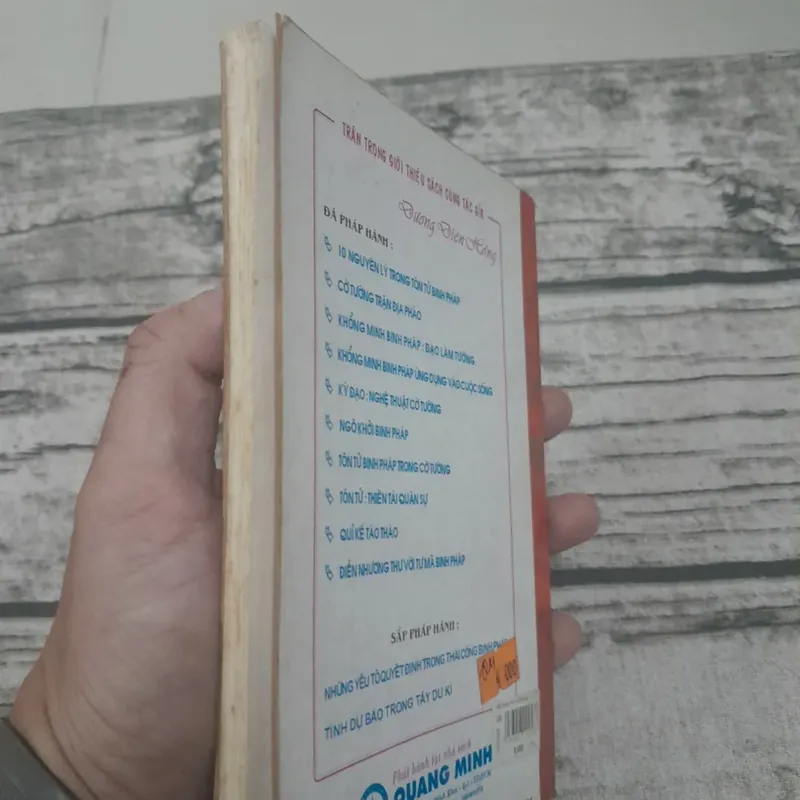 TRÂN TRỌNG GIỚI THIỆU SÁCH CÙNG TÁC GIẢ
Dương Diên Hồng
ĐÃ PHÁP HÀNH :
10 NGUYÊN LÝ TRONG TÔN TỬ BINH PHÁP
CỜ TƯỚNG TRẬN ĐỊA PHÁO
KHỔNG MINH BINH PHÁP : ĐẠO LÀM TƯỚNG
KHỔNG MINH BINH PHÁP ỨNG DỤNG VÀO CUỘC SỐNG
KỲ ĐẠO : NGHỆ THUẬT CỜ TƯỚNG
NGÔ KHỞI BINH PHÁP
TÔN TỬ BINH PHÁP TRONG CỜ TƯỚNG
TÔN TỬ : THIÊN TÀI QUÂN SỰ
QUỈ KẾ TÀO THÁO
ĐIỀN NHƯƠNG THƯ VỚI TƯ MÃ BINH PHÁP
SẮP PHÁP HÀNH :
NHỮNG YẾU TỐ QUYẾT ĐỊNH TRONG THÁI CÔNG BINH
TÍNH DỰ BÁO TRONG TÂY DU KÍ
000
Phát hành tại nhà sách
QUANG MINH